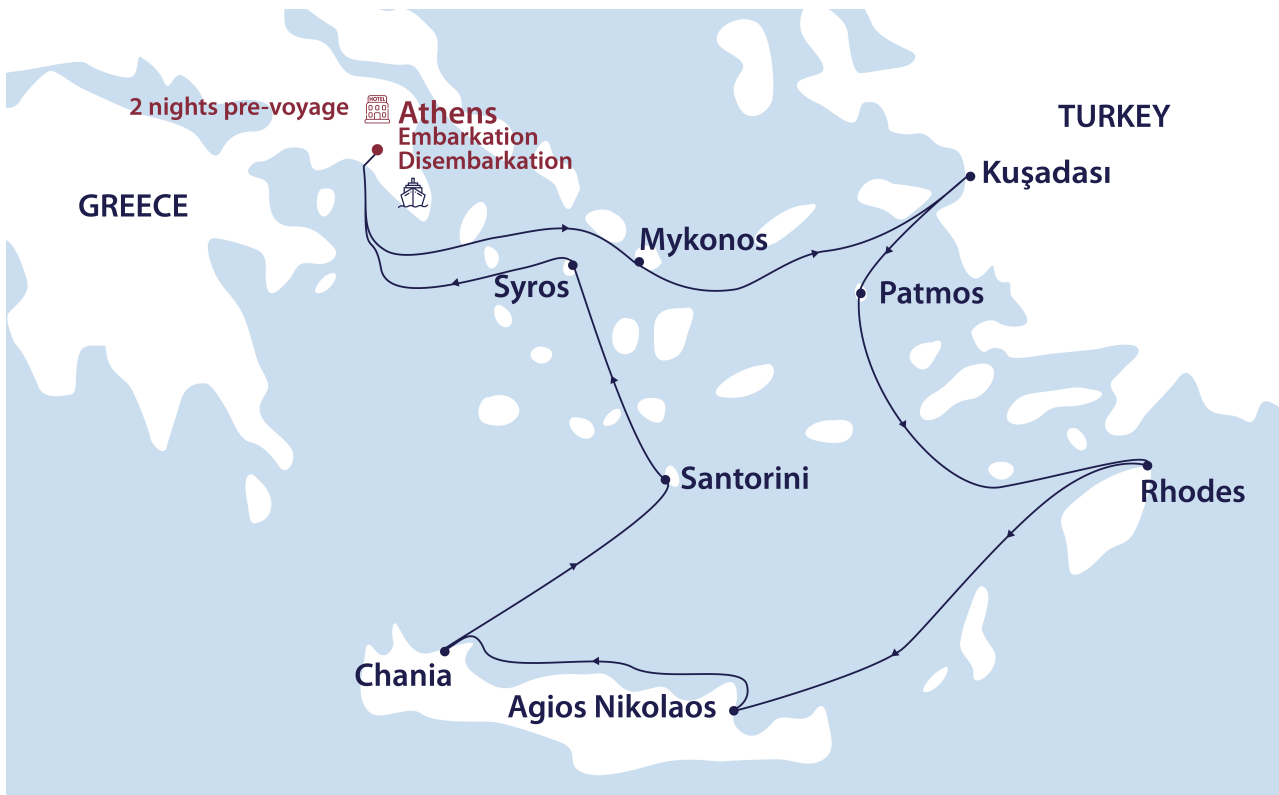 2 nights pre-voyage
HOTEL
Athens
Embarkation
Disembarkation
TURKEY
Kuşadası
GREECE
Mykonos
Syros
Patmos
Santorini
Rhodes
Chania
Agios Nikolaos